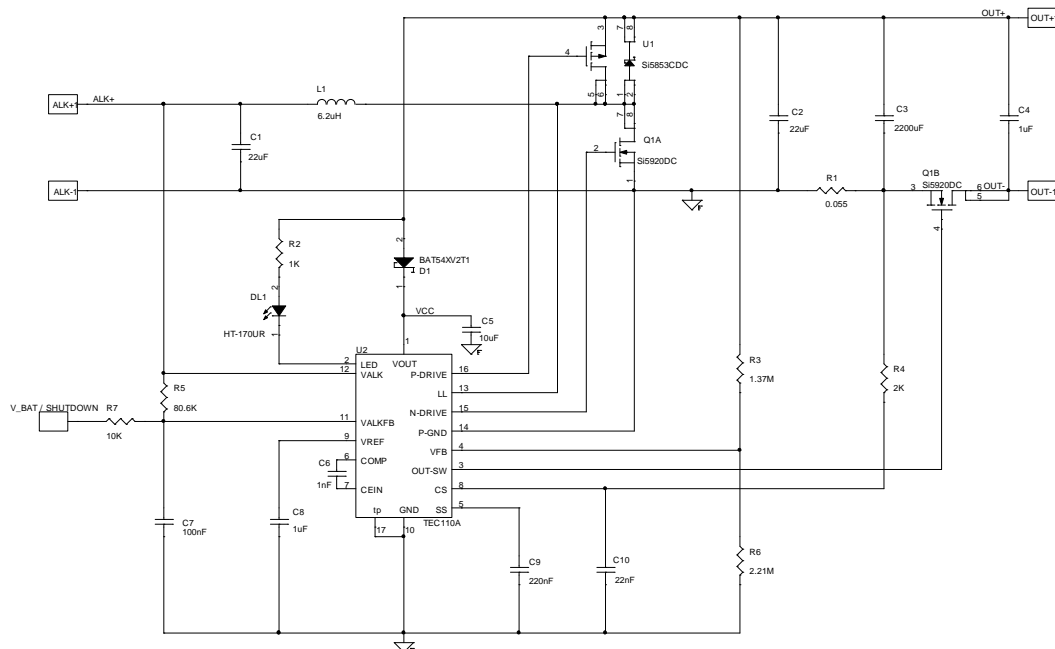 OUT+
OUT+1
3
7
8
U1
4
Si5853CDC
L1
ALK+1
ALK+
5
6
1
2
6.2uH
7
8
C1
22uF
C2
22uF
C3
2200uF
C4
1uF
Q1A
2
Si5920DC
1
ALK-1
R1
0.055
Q1B
Si5920DC
3
6
5
OUT-
OUT-1
4
R2
1K
2
BAT54XV2T1
D1
1
2
DL1
1
HT-170UR
VCC
C5
10uF
U2
1
VOUT
2
LED
12
VALK
P-DRIVE
16
R3
1.37M
R4
2K
R5
80.6K
LL
13
V_BAT / SHUTDOWN
R7
10K
11
VALKFB
N-DRIVE
15
9
VREF
P-GND
14
C6
1nF
6
COMP
VFB
4
OUT-SW
3
7
CEIN
CS
8
SS
5
tp
GND
TEC110A
17
10
C7
100nF
C8
1uF
C9
220nF
C10
22nF
R6
2.21M